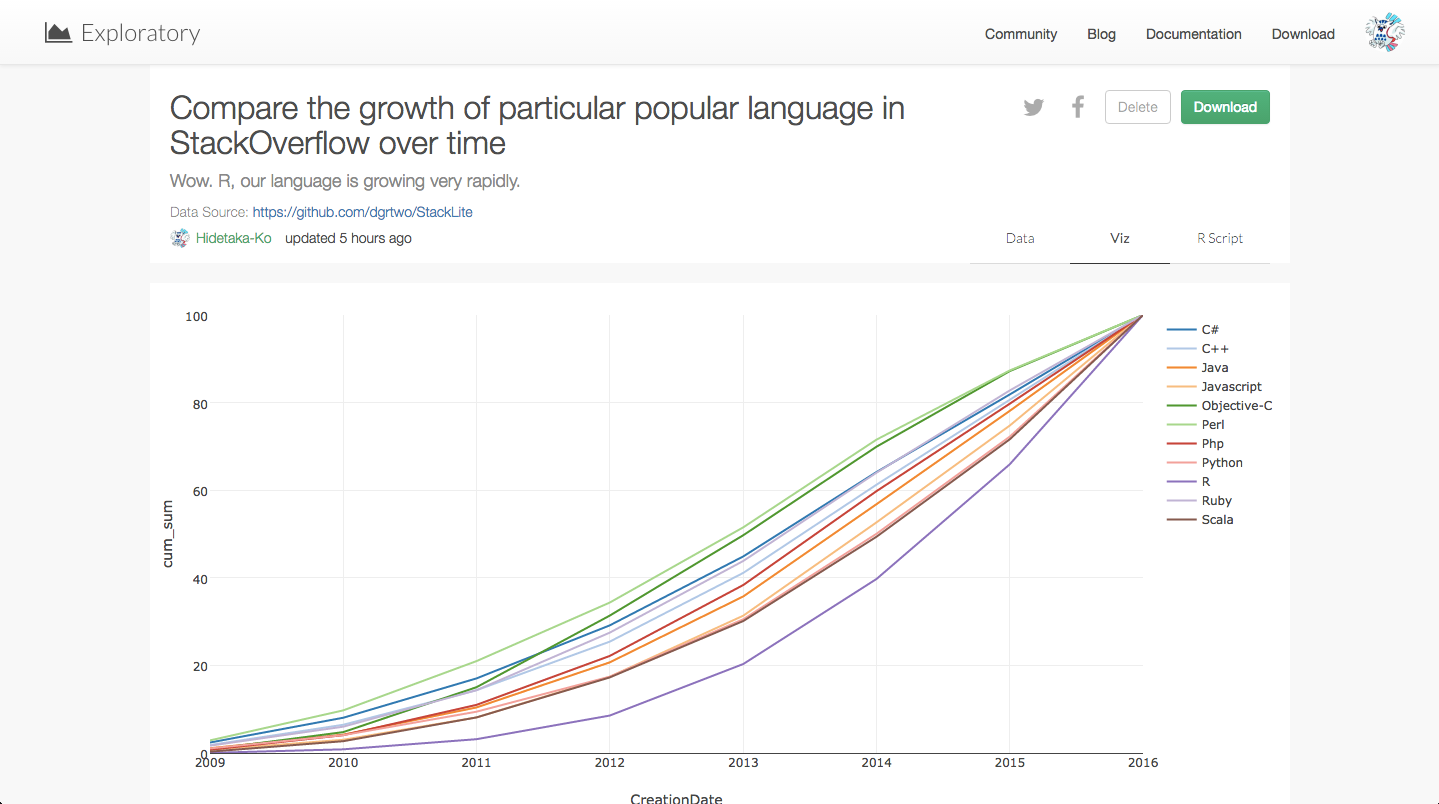 Exploratory
Community
Blog
Documentation
Download
Compare the growth of particular popular language in
StackOverflow over time
Delete
Download
Wow. R, our language is growing very rapidly.
Data Source: https://github.com/dgrtwo/StackLite
Hidetaka-Ko updated 5 hours ago
Data
Viz
R Script
100
80
60
40
20
0
cum_sum
2009
2010
2011
2012
2013
2014
2015
2016
CreationDate
C#
C++
Java
Javascript
Objective-C
Perl
Php
Python
R
Ruby
Scala